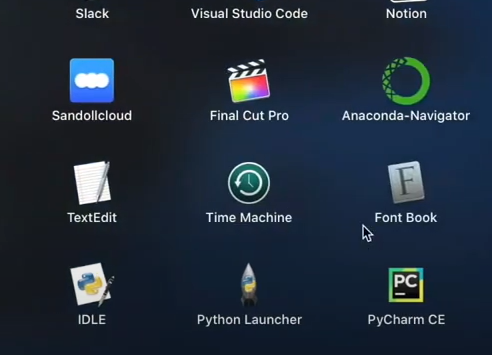 Slack
Visual Studio Code
Notion
Sandollcloud
Final Cut Pro
Anaconda-Navigator
TextEdit
Time Machine
F
Font Book
PC
IDLE
Python Launcher
PyCharm CE